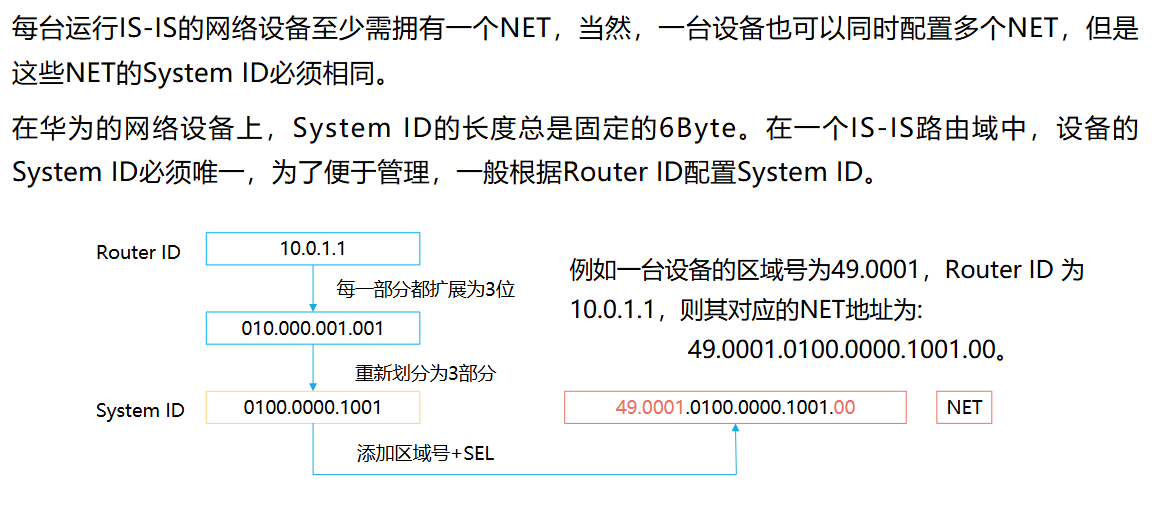 每台运行IS-IS的网络设备至少需拥有一个NET，当然，一台设备也可以同时配置多个NET，但是
这些NET的System ID必须相同。
在华为的网络设备上，System ID的长度总是固定的6Byte。在一个IS-IS路由域中，设备的
System ID必须唯一，为了便于管理，一般根据Router ID配置System ID。
Router ID
10.0.1.1
每一部分都扩展为3位
010.000.001.001
重新划分为3部分
System ID
0100.0000.1001
添加区域号+SEL
例如一台设备的区域号为49.0001，Router ID 为
10.0.1.1，则其对应的NET地址为:
49.0001.0100.0000.1001.00。
49.0001.0100.0000.1001.00
NET